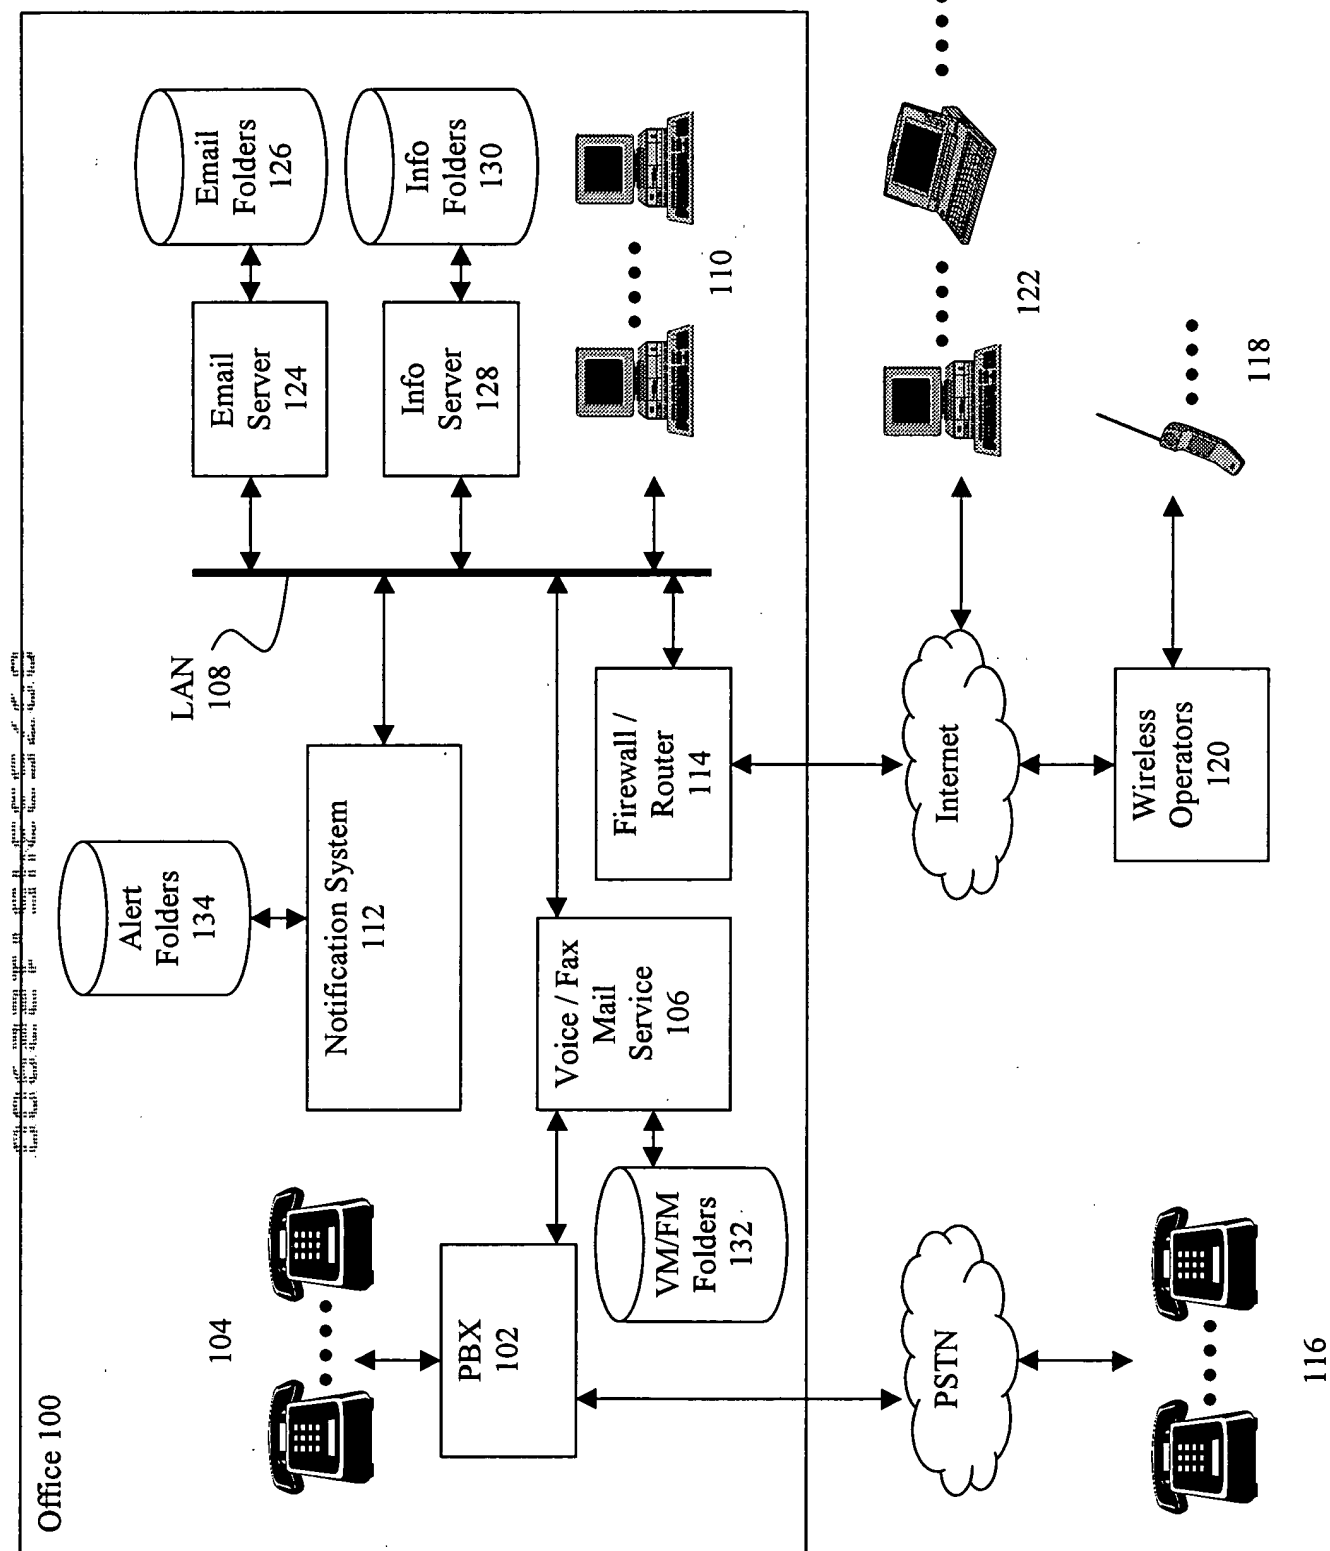 Office 100
104
PBX
102
VM/FM
Folders
132
Voice / Fax
Mail
Service
106
Alert
Folders
134
Notification System
112
Firewall /
Router
114
LAN
108
Email
Server
124
Email
Folders
126
Info
Server
128
Info
Folders
130
110
PSTN
116
Internet
Wireless
Operators
120
122
118